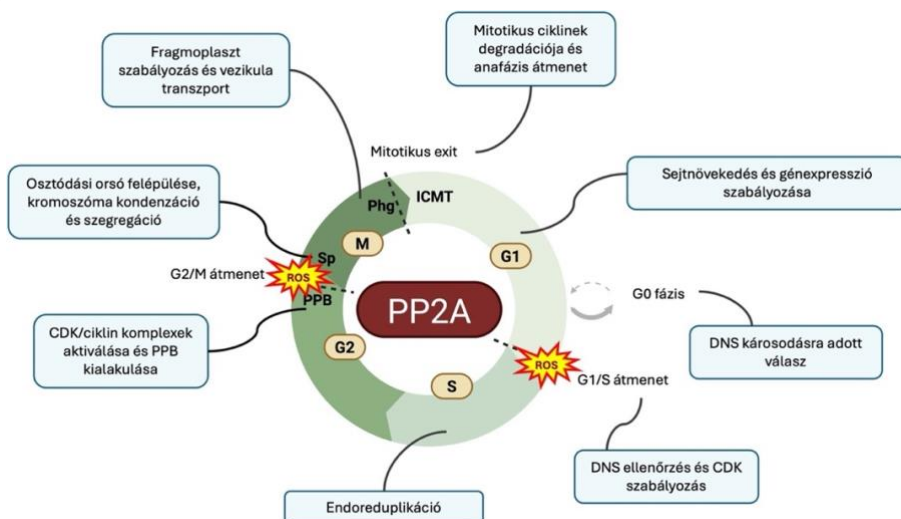 Mitotikus ciklinek
degradációja és
anafázis átmenet
Fragmoplaszt
szabályozás és vezikula
transzport
Mitotikus exit
Sejtnövekedés és génexpresszió
szabályozása
Osztódási orsó felépülése,
kromoszóma kondenzáció
és szegregáció
Phg
ICMT
M
G1
Sp
G2/M átmenet
ROS
PPB
PP2A
G0 fázis
CDK/ciklin komplexek
aktiválása és PPB
kialakulása
G2
S
ROS
G1/S átmenet
DNS károsodásra adott
válasz
DNS ellenőrzés és CDK
szabályozás
Endoreduplikáció